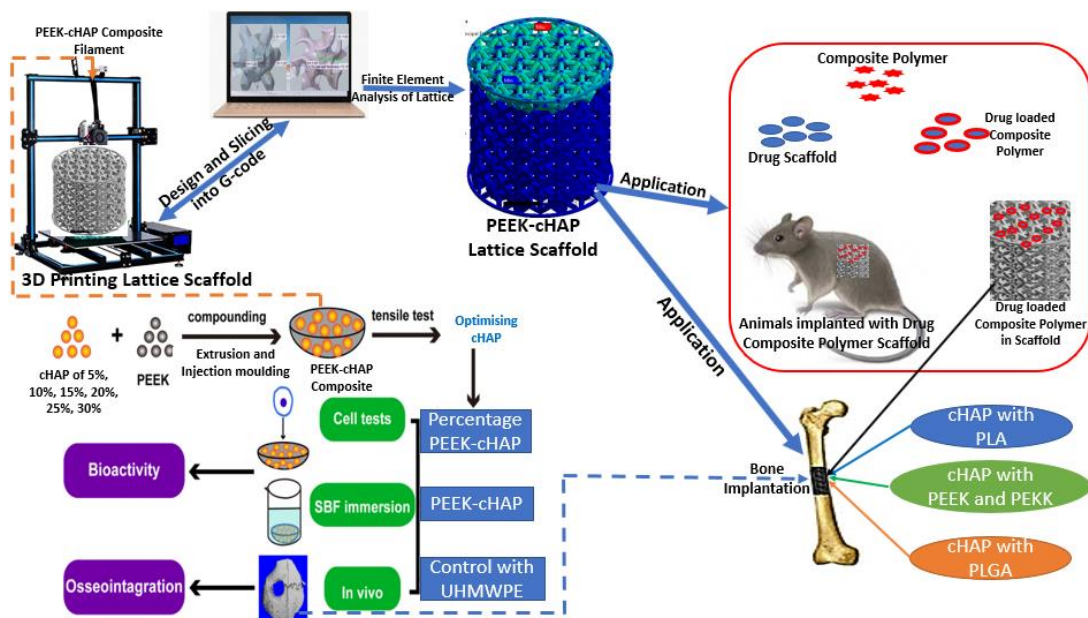 PEEK-cHAP Composite
Filament
3D Printing Lattice Scaffold
Design and Slicing
into G-code
Finite Element
Analysis of Lattice
PEEK-cHAP
Lattice Scaffold
Application
Application
Composite Polymer
Drug Scaffold
Drug loaded
Composite
Polymer
Animals implanted with Drug
Composite Polymer Scaffold
Drug loaded
Composite Polymer
in Scaffold
cHAP of 5%,
10%, 15%, 20%,
25%, 30%
+
PEEK
compounding
Extrusion and
Injection moulding
PEEK-cHAP
Composite
tensile test
Optimising
cHAP
Cell tests
Percentage
PEEK-cHAP
Bioactivity
SBF immersion
PEEK-cHAP
Osseointagration
In vivo
Control with
UHMWPE
Bone
Implantation
cHAP with
PLA
cHAP with
PEEK and PEKK
cHAP with
PLGA